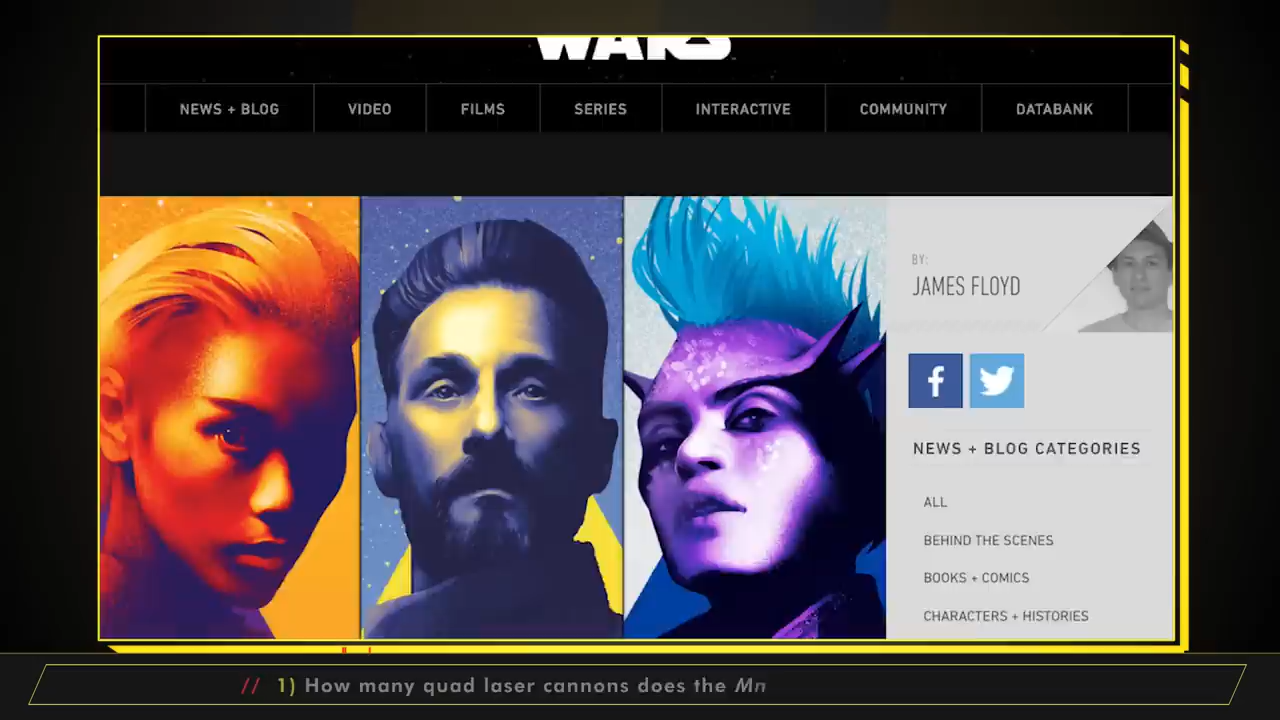 WARS
NEWS + BLOG VIDEO FILMS SERIES INTERACTIVE COMMUNITY DATABANK
BY:
JAMES FLOYD
f
NEWS + BLOG CATEGORIES
ALL
BEHIND THE SCENES
BOOKS + COMICS
CHARACTERS + HISTORIES
// 1) How many quad laser cannons does the Mn